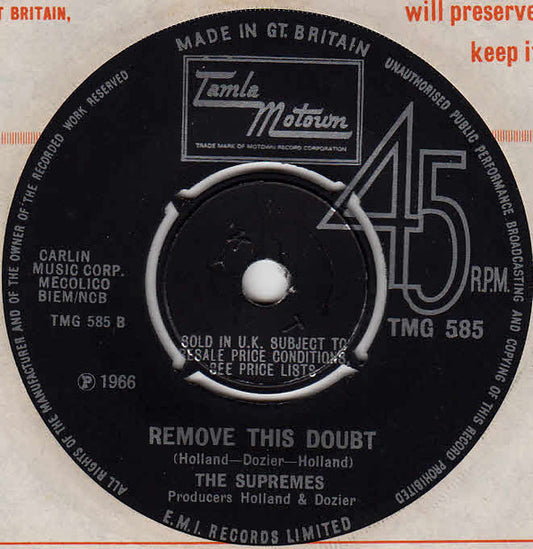 T BRITAIN,
will preserve
keep i
MADE IN GT. BRITAIN
UNAUTHORISED PUBLIC PERFORMANCE, BROADCASTING AND COPYING OF THIS RECORD PROHIBITED
ALL RIGHTS OF THE MANUFACTURER AND OF THE OWNER OF THE RECORDED WORK RESERVED
Tamla
Motown
TRADE MARK OF MOTOWN RECORD CORPORATION
45
R.P.M.
TMG 585
CARLIN
MUSIC CORP.
MECOLICO
BIEM/NCB
TMG 585 B
SOLD IN U.K. SUBJECT TO
RESALE PRICE CONDITIONS,
SEE PRICE LISTS
℗ 1966
REMOVE THIS DOUBT
(Holland—Dozier—Holland)
THE SUPREMES
Producers Holland & Dozier
E.M.I. RECORDS LIMITED